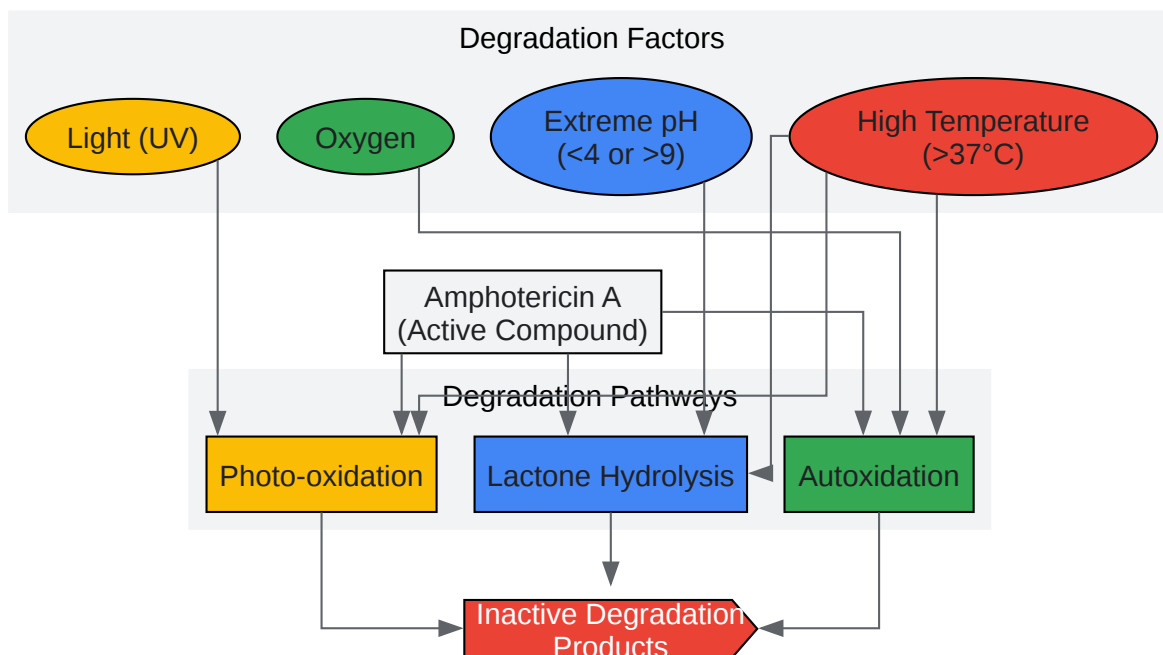 Degradation Factors
Light (UV)
Oxygen
Extreme pH
(<4 or >9)
High Temperature
(>37°C)
Amphotericin A
(Active Compound)
Degradation Pathways
Photo-oxidation
Lactone Hydrolysis
Autoxidation
Inactive Degradation
Products